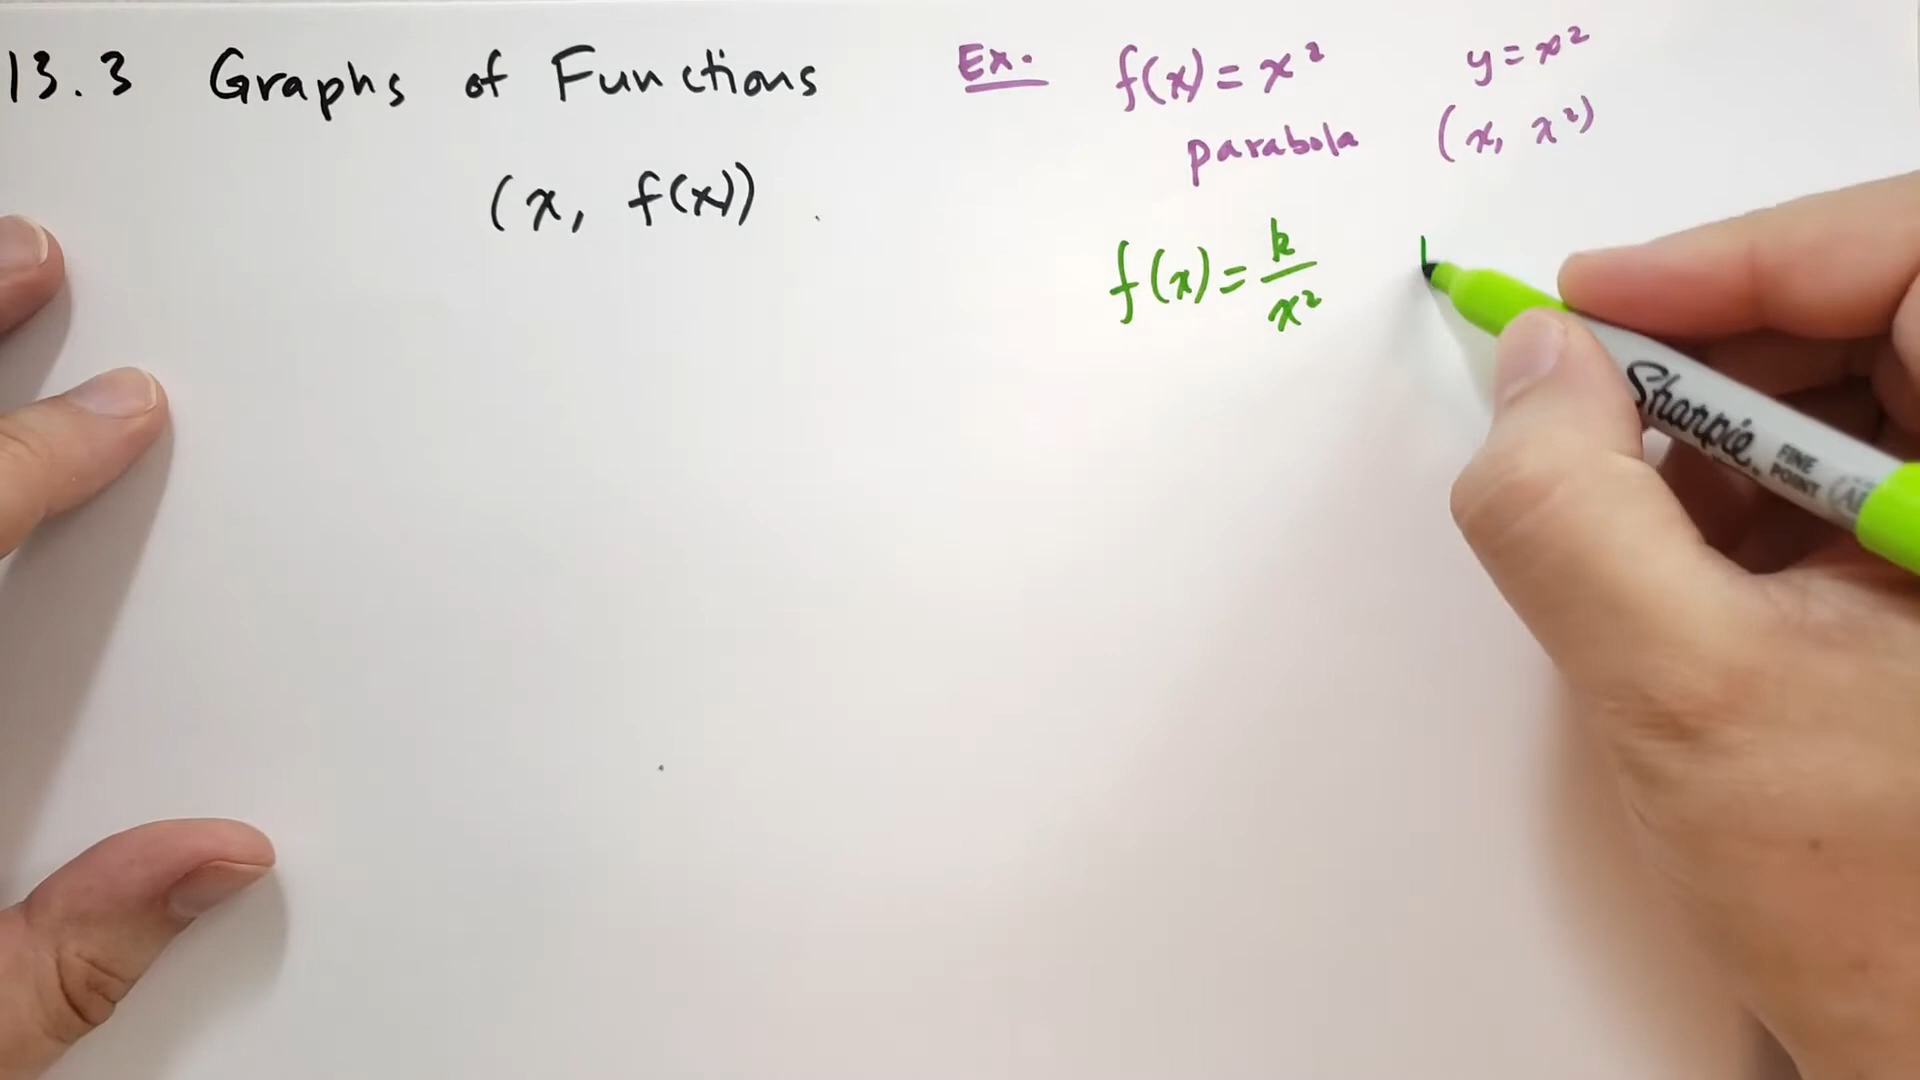 13.3 Graphs of Functions
(x, f(x))
Ex. f(x) = x² y = x²
parabola (x, x²)
f(x) = k/x²
Sharpie.
FINE
POINT